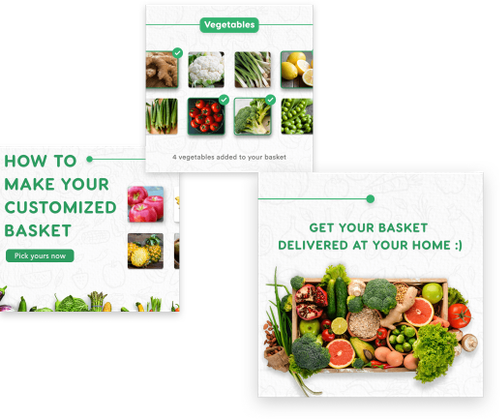 Vegetables
4 vegetables added to your basket
HOW TO
MAKE YOUR
CUSTOMIZED
BASKET
Pick yours now
GET YOUR BASKET
DELIVERED AT YOUR HOME :)